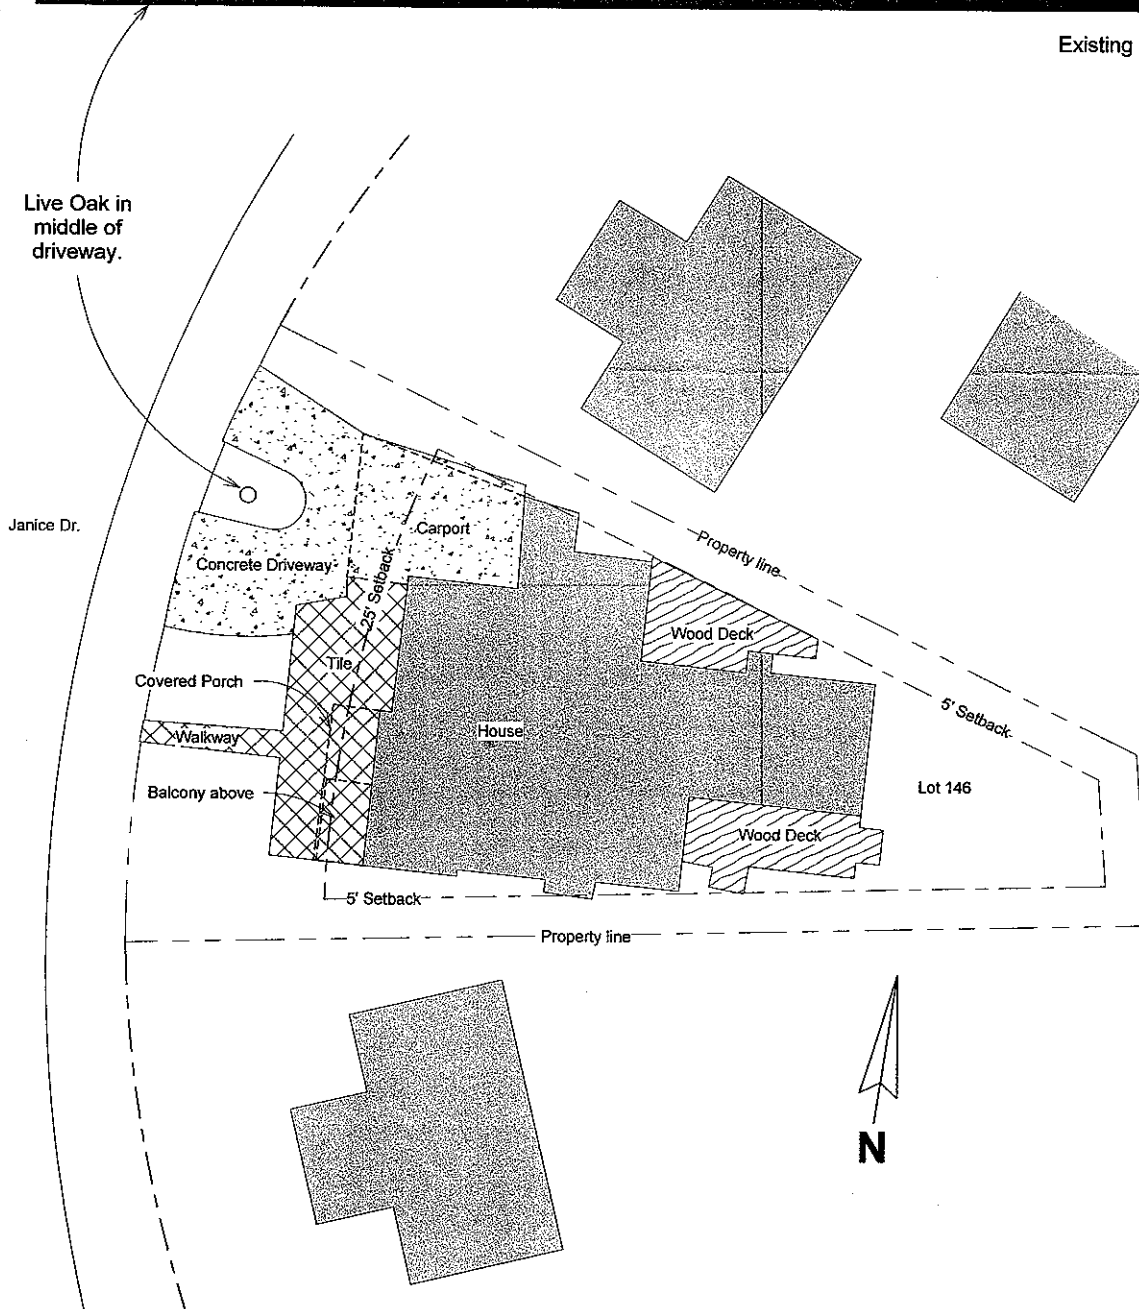 Existing
Live Oak in
middle of
driveway.
Janice Dr.
Carport
Concrete Driveway
25' Setback
Property line
Wood Deck
Tile
Covered Porch
Walkway
House
5' Setback
Balcony above
Lot 146
Wood Deck
5' Setback
Property line
N